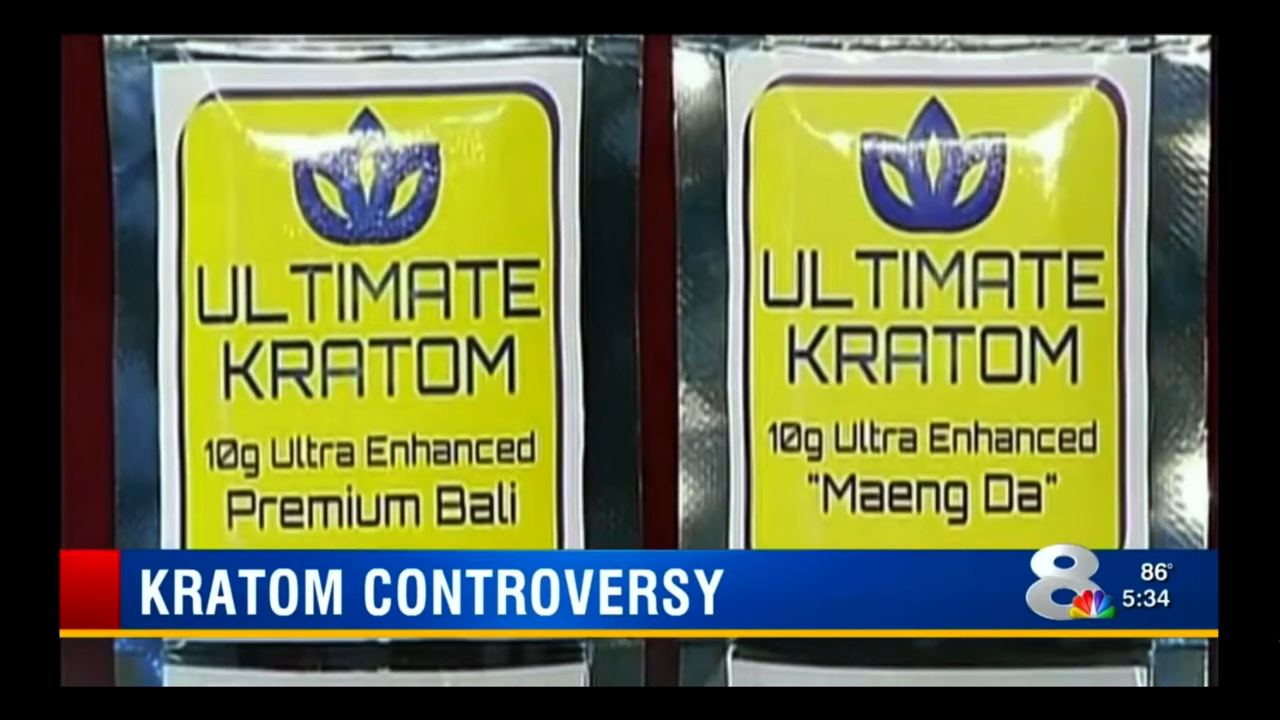 ULTIMATE
KRATOM
10g Ultra Enhanced
Premium Bali
ULTIMATE
KRATOM
10g Ultra Enhanced
"Maeng Da"
KRATOM CONTROVERSY
8
86°
5:34